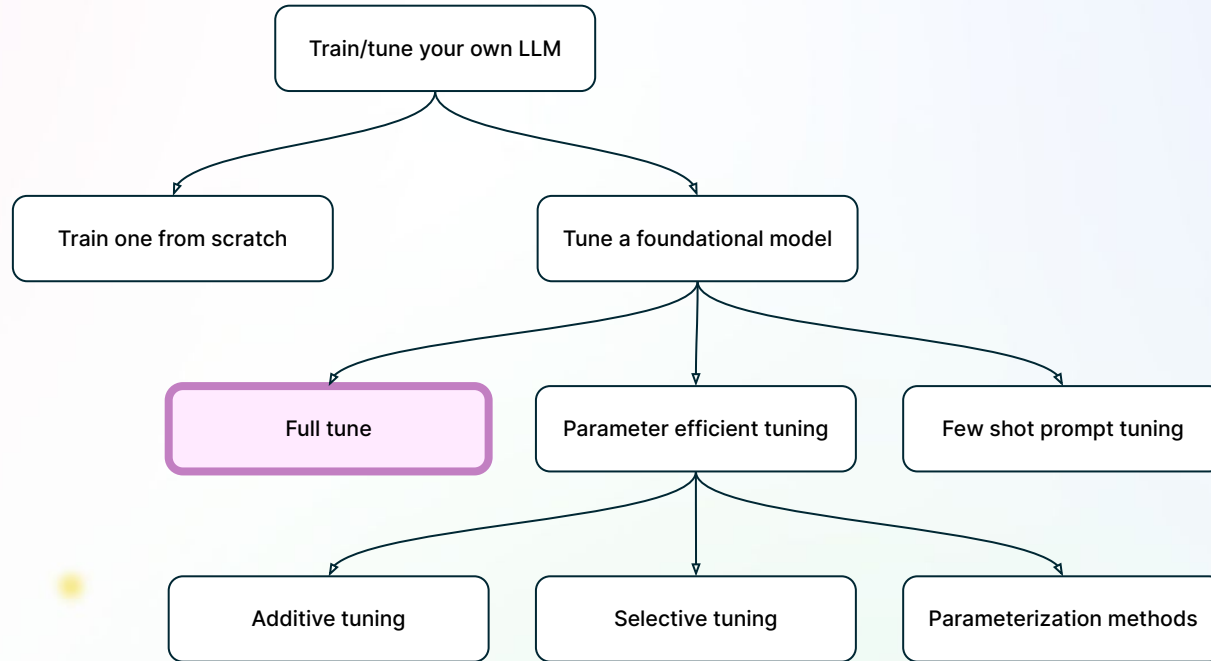 Train/tune your own LLM
Train one from scratch
Tune a foundational model
Full tune
Parameter efficient tuning
Few shot prompt tuning
Additive tuning
Selective tuning
Parameterization methods